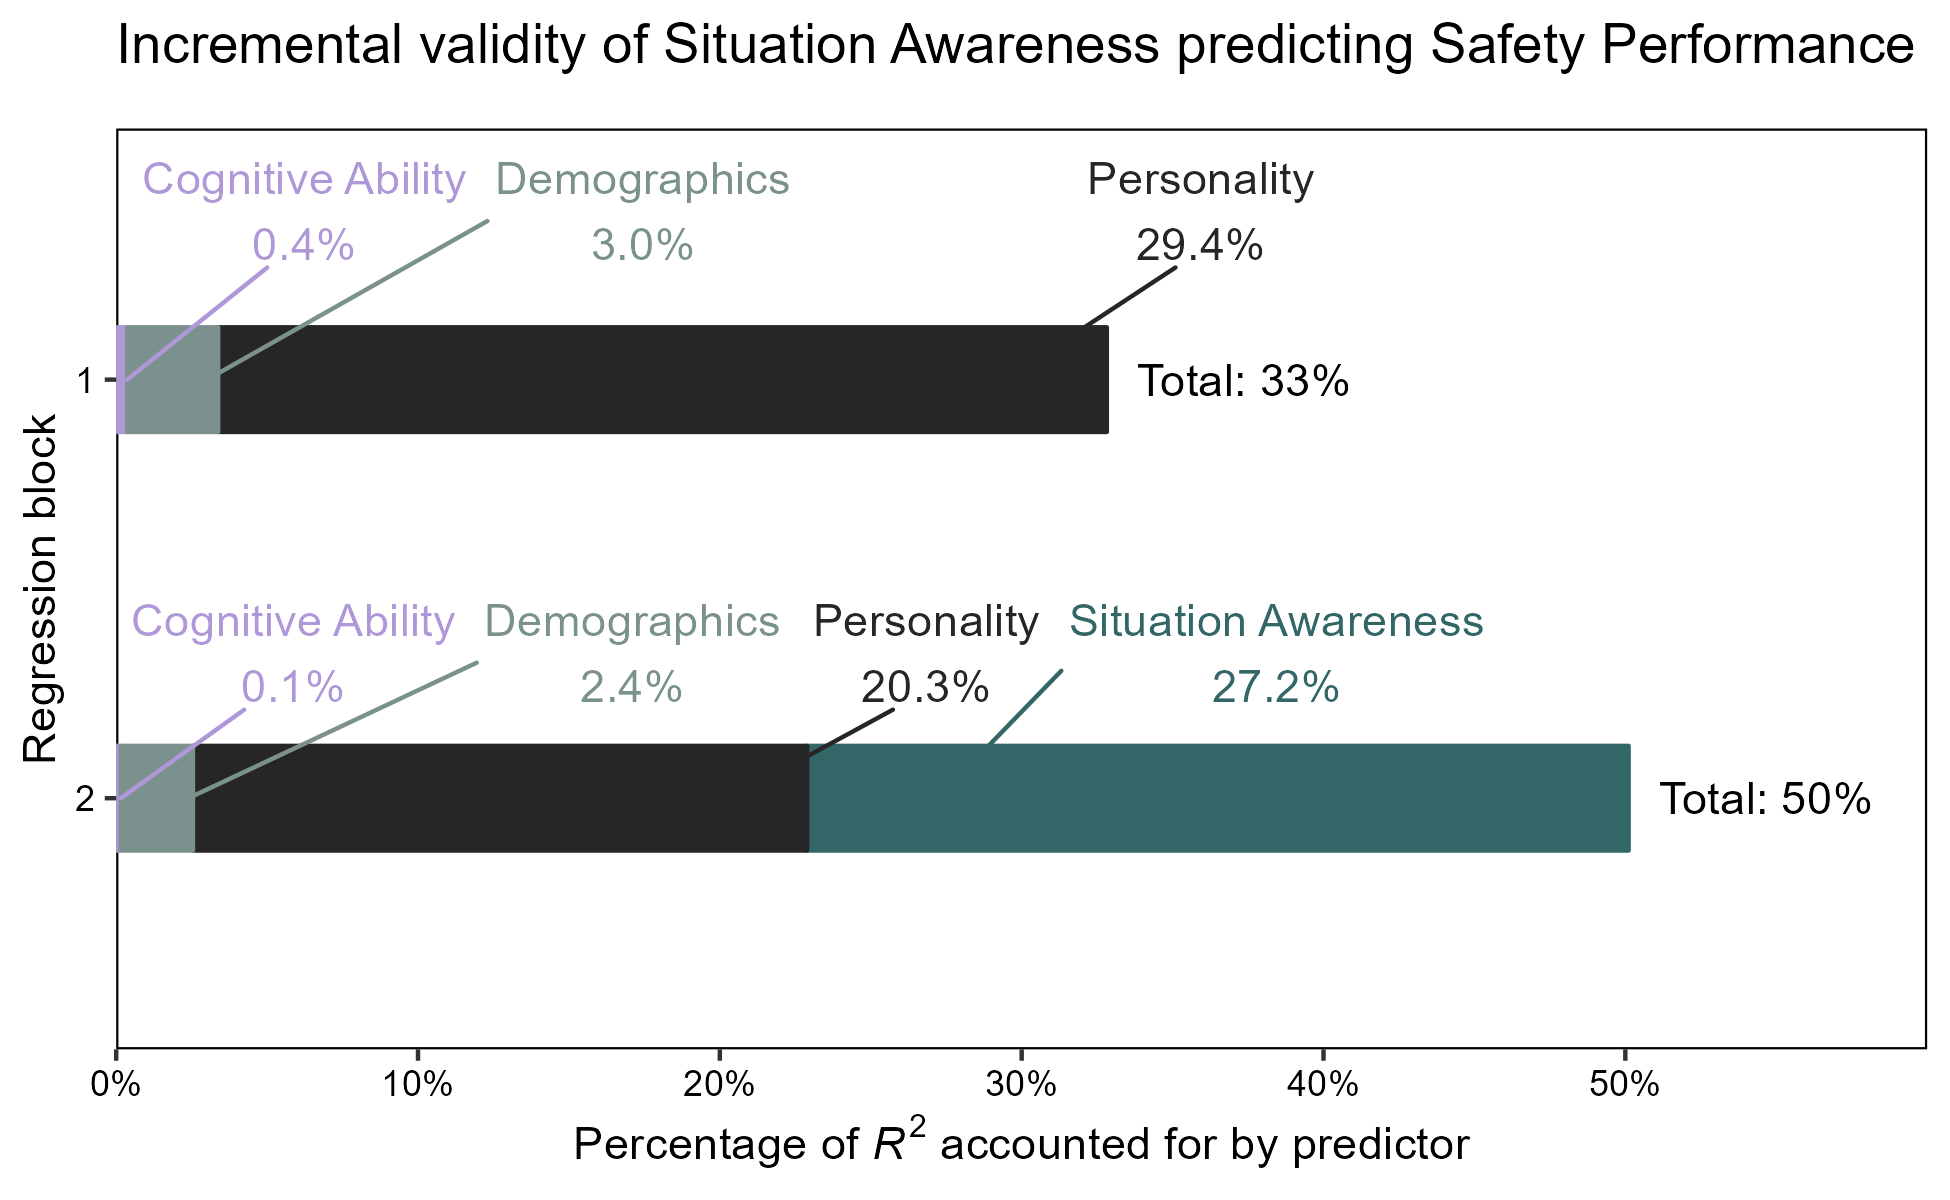 Incremental validity of Situation Awareness predicting Safety Performance
Cognitive Ability Demographics Personality
0.4% 3.0% 29.4%
1 Total: 33%
Regression block
Cognitive Ability Demographics Personality Situation Awareness
0.1% 2.4% 20.3% 27.2%
2 Total: 50%
0% 10% 20% 30% 40% 50%
Percentage of R² accounted for by predictor